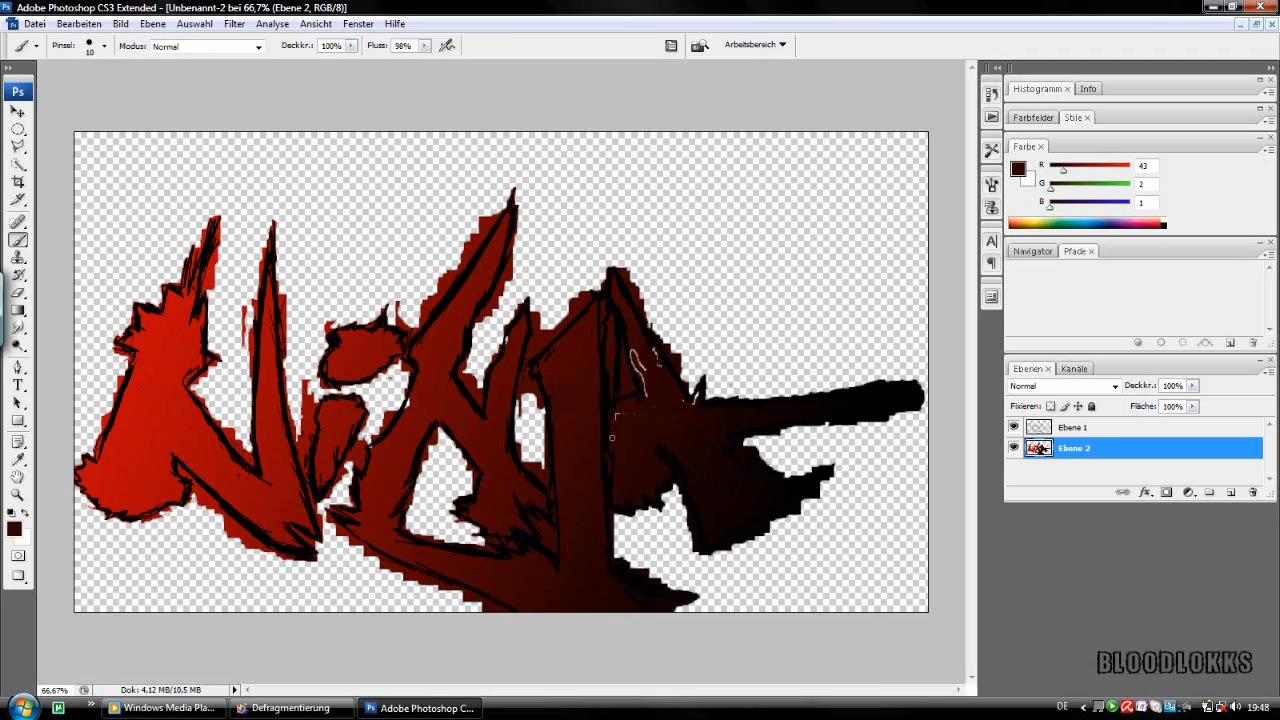 Adobe Photoshop CS3 Extended - [Unbenannt-2 bei 66,7% (Ebene 2, RGB/8)]
Datei Bearbeiten Bild Ebene Auswahl Filter Analyse Ansicht Fenster Hilfe
Pinsel: 10 Modus: Normal Deckkr.: 100% Fluss: 98% Arbeitsbereich
Ps
Histogramm x Info
Farbfelder Stile x
Farbe x
R 43
G 2
B 1
Navigator Pfade x
Ebenen x Kanäle
Normal Deckkr.: 100%
Fixieren: Fläche: 100%
Ebene 1
Ebene 2
fx
BLOODLOKKS
66,67% Dok: 4,12 MB/10,5 MB
Windows Media Pla... Defragmentierung Adobe Photoshop C... DE 19:48